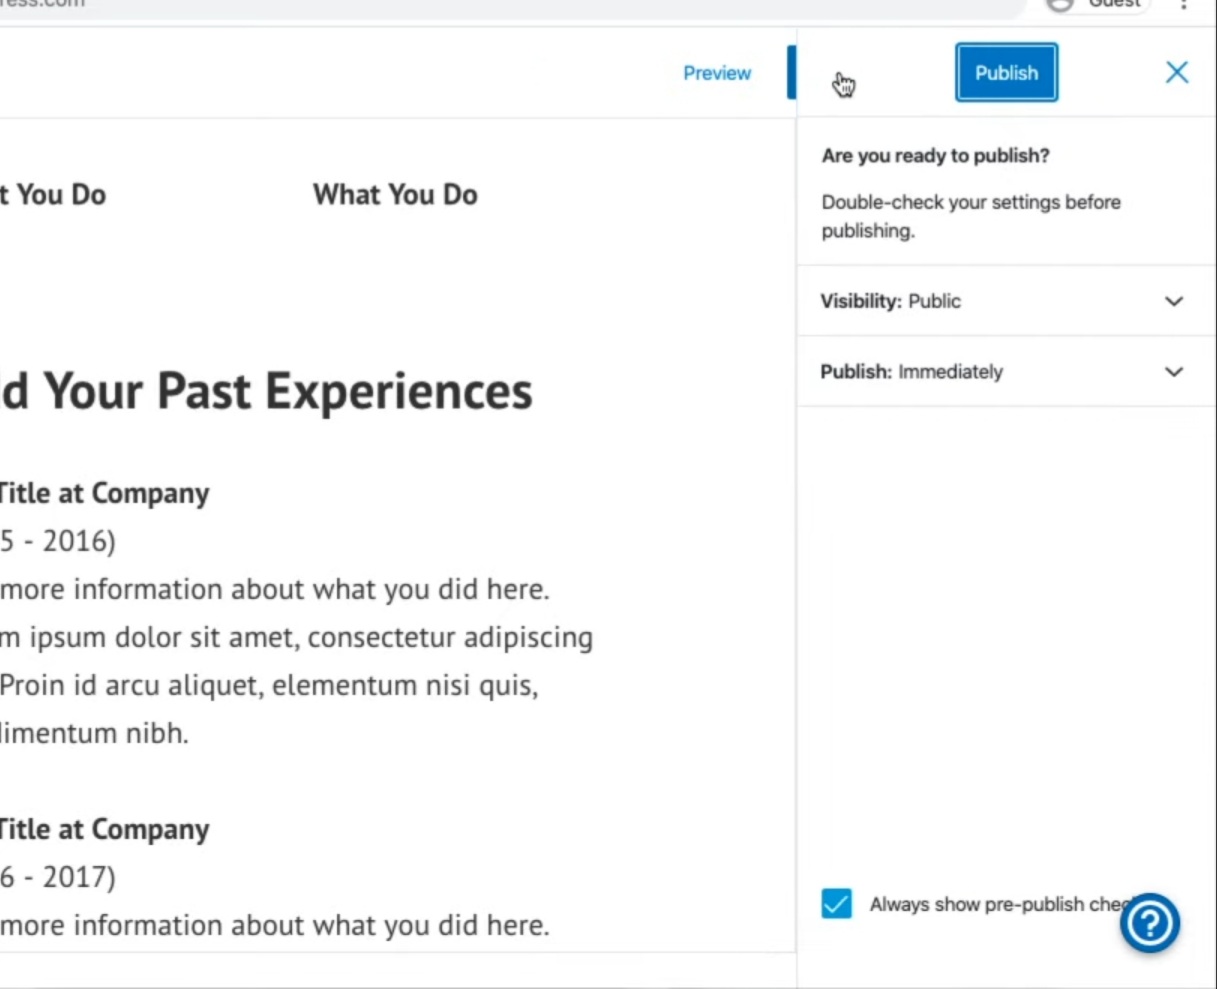 ress.com
Guest
Preview
Publish
t You Do
What You Do
d Your Past Experiences
Title at Company
5 - 2016)
more information about what you did here.
m ipsum dolor sit amet, consectetur adipiscing
Proin id arcu aliquet, elementum nisi quis,
dimentum nibh.
Title at Company
6 - 2017)
more information about what you did here.
Are you ready to publish?
Double-check your settings before
publishing.
Visibility: Public
Publish: Immediately
Always show pre-publish chec
?